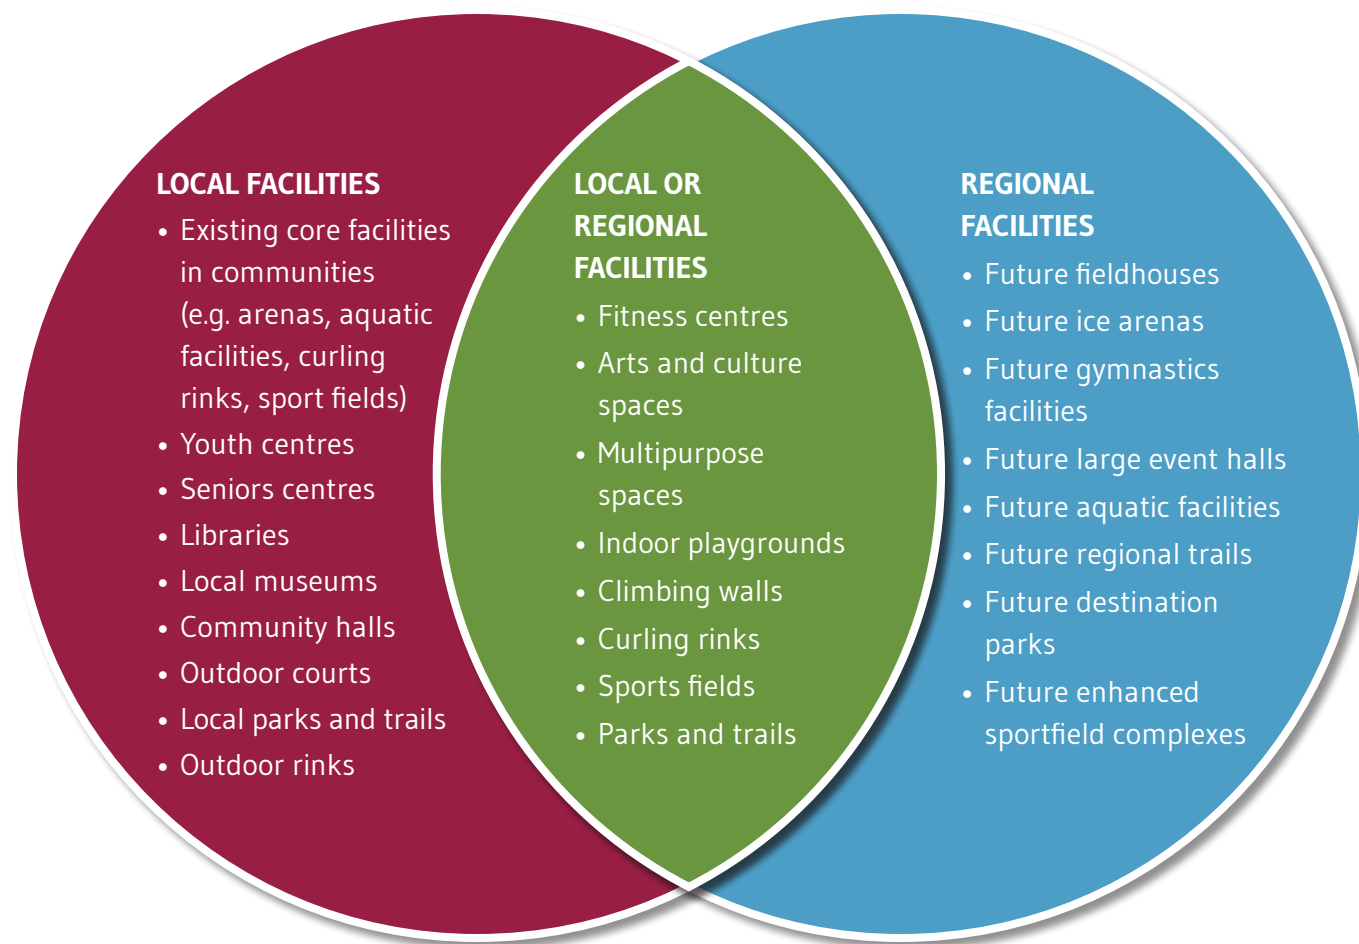 LOCAL FACILITIES
• Existing core facilities
in communities
(e.g. arenas, aquatic
facilities, curling
rinks, sport fields)
• Youth centres
• Seniors centres
• Libraries
• Local museums
• Community halls
• Outdoor courts
• Local parks and trails
• Outdoor rinks
LOCAL OR
REGIONAL
FACILITIES
• Fitness centres
• Arts and culture
spaces
• Multipurpose
spaces
• Indoor playgrounds
• Climbing walls
• Curling rinks
• Sports fields
• Parks and trails
REGIONAL
FACILITIES
• Future fieldhouses
• Future ice arenas
• Future gymnastics
facilities
• Future large event halls
• Future aquatic facilities
• Future regional trails
• Future destination
parks
• Future enhanced
sportfield complexes